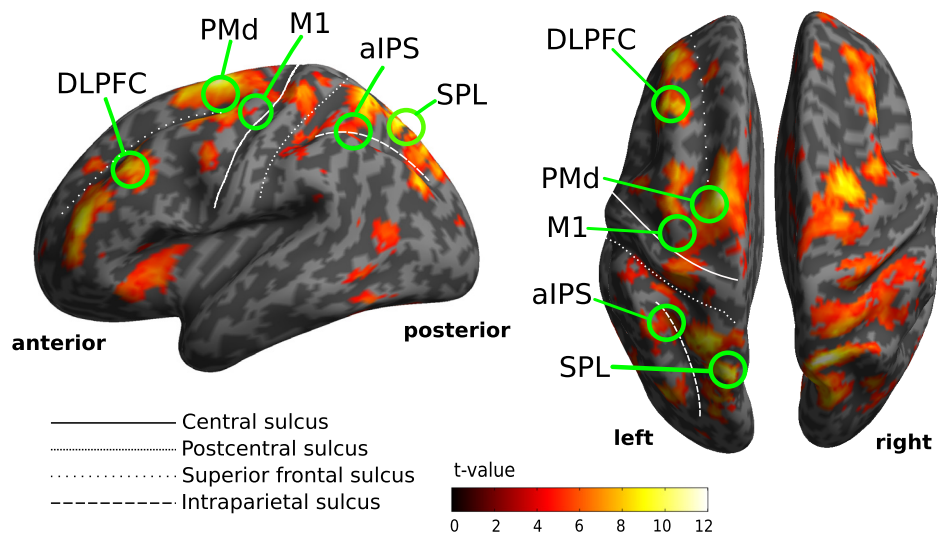 PMd
M1
aIPS
DLPFC
SPL
anterior
posterior
DLPFC
PMd
M1
aIPS
SPL
left
right
Central sulcus
Postcentral sulcus
Superior frontal sulcus
Intraparietal sulcus
t-value
0 2 4 6 8 10 12